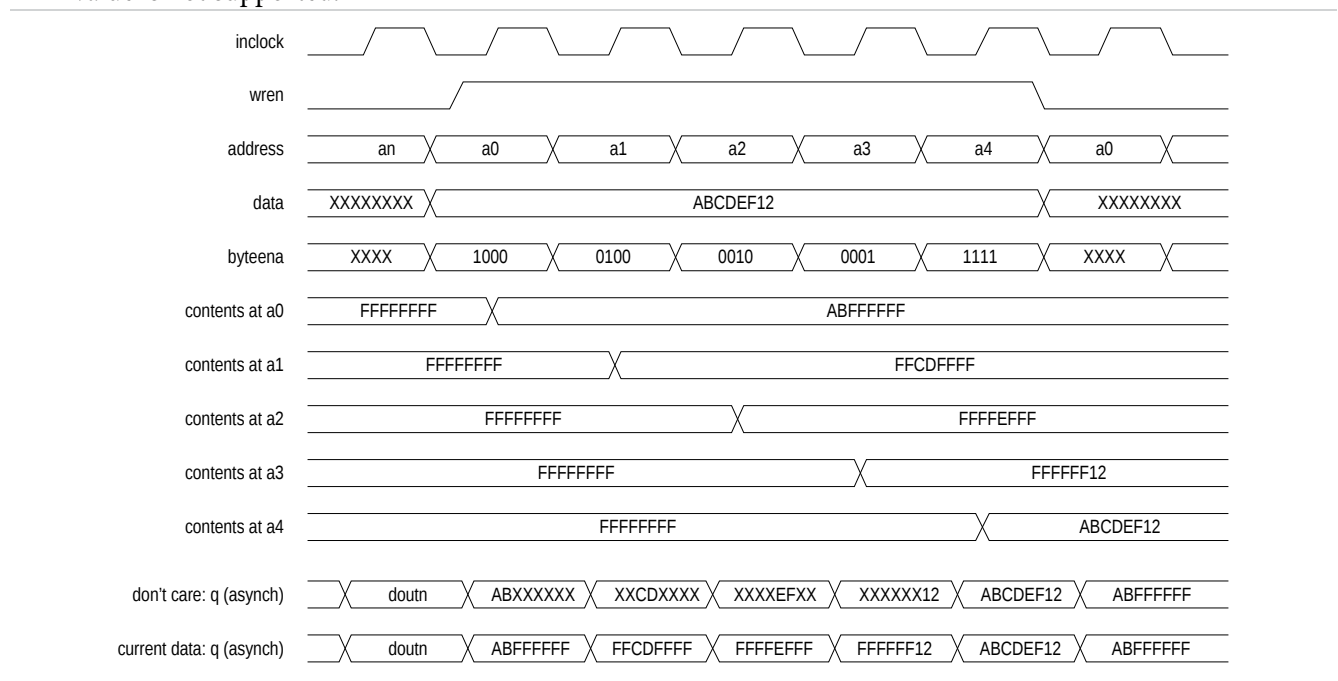 inclock
wren
address an a0 a1 a2 a3 a4 a0
data XXXXXXXX ABCDEF12 XXXXXXXX
byteena XXXX 1000 0100 0010 0001 1111 XXXX
contents at a0 FFFFFFFF ABFFFFFF
contents at a1 FFFFFFFF FFCDFFFF
contents at a2 FFFFFFFF FFFFEFFF
contents at a3 FFFFFFFF FFFFFF12
contents at a4 FFFFFFFF ABCDEF12
don't care: q (asynch) doutn ABXXXXXX XXCDXXXX XXXXEFXX XXXXXX12 ABCDEF12 ABFFFFFF
current data: q (asynch) doutn ABFFFFFF FFCDFFFF FFFFEFFF FFFFFF12 ABCDEF12 ABFFFFFF